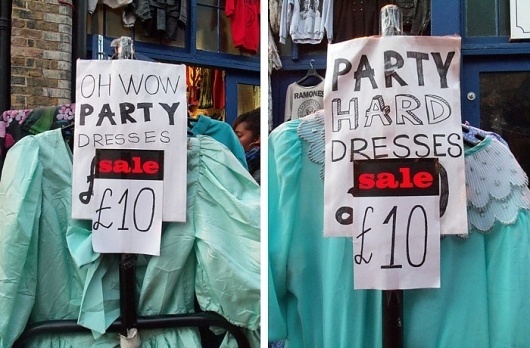 OH WOW
PARTY
DRESSES
£
sale
£10
PARTY
HARD
DRESSES
sale
£10
RAMONES